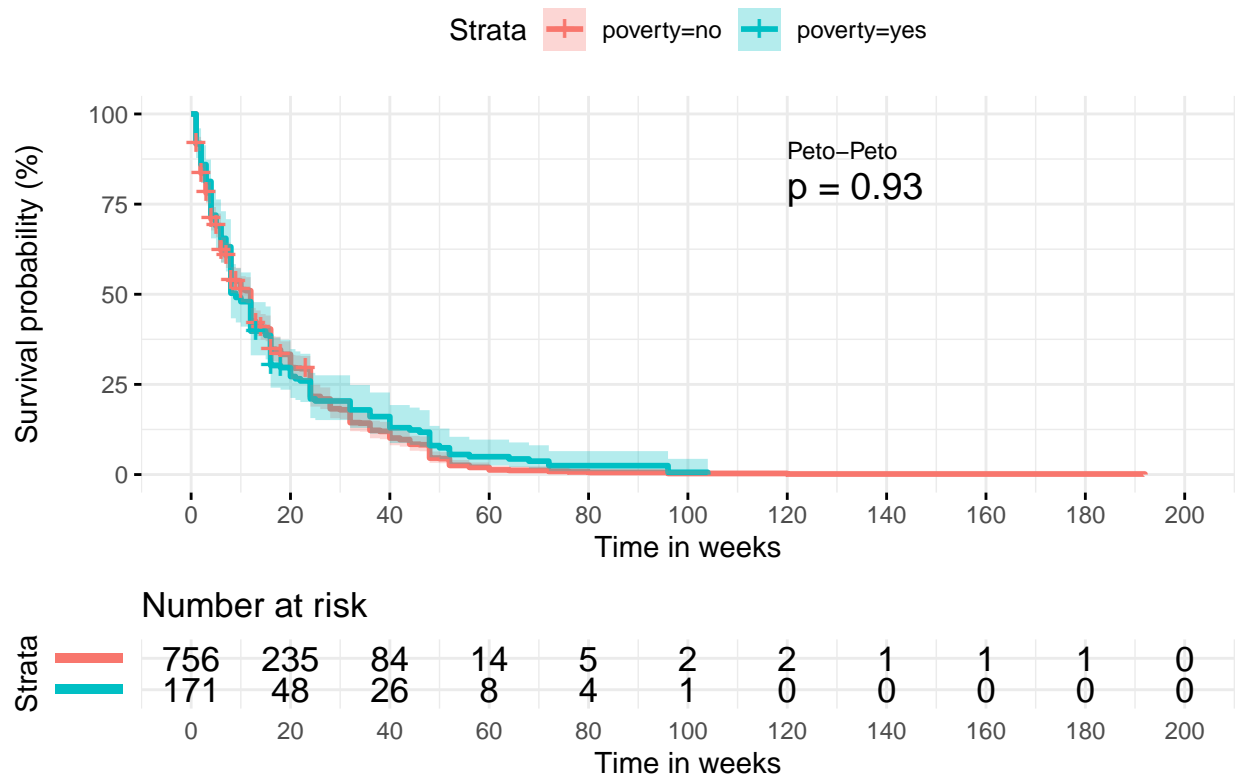 Strata poverty=no poverty=yes
Survival probability (%)
100
75
50
25
0
Peto−Peto
p = 0.93
0 20 40 60 80 100 120 140 160 180 200
Time in weeks
Number at risk
Strata
756 235 84 14 5 2 2 1 1 1 0
171 48 26 8 4 1 0 0 0 0 0
0 20 40 60 80 100 120 140 160 180 200
Time in weeks